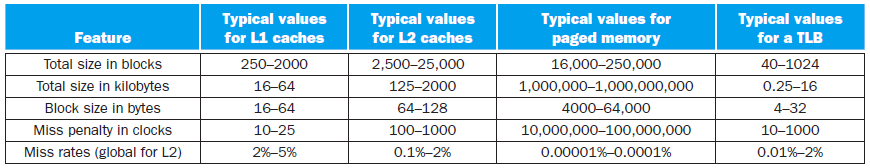 Feature Typical values for L1 caches Typical values for L2 caches Typical values for paged memory Typical values for a TLB
Total size in blocks 250–2000 2,500–25,000 16,000–250,000 40–1024
Total size in kilobytes 16–64 125–2000 1,000,000–1,000,000,000 0.25–16
Block size in bytes 16–64 64–128 4000–64,000 4–32
Miss penalty in clocks 10–25 100–1000 10,000,000–100,000,000 10–1000
Miss rates (global for L2) 2%–5% 0.1%–2% 0.00001%–0.0001% 0.01%–2%